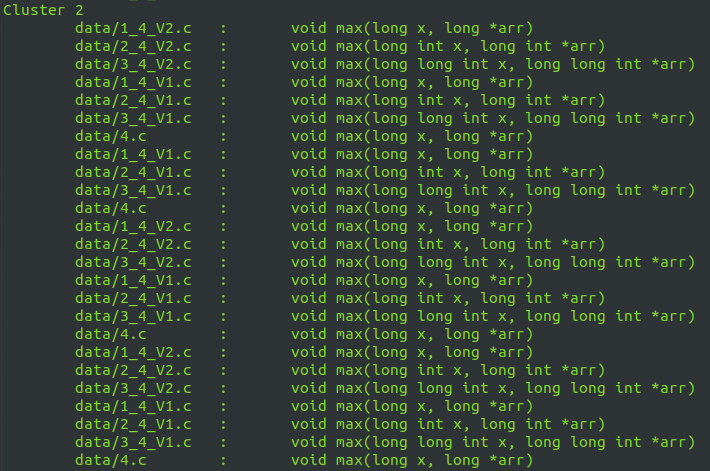 Cluster 2
data/1_4_V2.c : void max(long x, long *arr)
data/2_4_V2.c : void max(long int x, long int *arr)
data/3_4_V2.c : void max(long long int x, long long int *arr)
data/1_4_V1.c : void max(long x, long *arr)
data/2_4_V1.c : void max(long int x, long int *arr)
data/3_4_V1.c : void max(long long int x, long long int *arr)
data/4.c : void max(long x, long *arr)
data/1_4_V1.c : void max(long x, long *arr)
data/2_4_V1.c : void max(long int x, long int *arr)
data/3_4_V1.c : void max(long long int x, long long int *arr)
data/4.c : void max(long x, long *arr)
data/1_4_V2.c : void max(long x, long *arr)
data/2_4_V2.c : void max(long int x, long int *arr)
data/3_4_V2.c : void max(long long int x, long long int *arr)
data/1_4_V1.c : void max(long x, long *arr)
data/2_4_V1.c : void max(long int x, long int *arr)
data/3_4_V1.c : void max(long long int x, long long int *arr)
data/4.c : void max(long x, long *arr)
data/1_4_V2.c : void max(long x, long *arr)
data/2_4_V2.c : void max(long int x, long int *arr)
data/3_4_V2.c : void max(long long int x, long long int *arr)
data/1_4_V1.c : void max(long x, long *arr)
data/2_4_V1.c : void max(long int x, long int *arr)
data/3_4_V1.c : void max(long long int x, long long int *arr)
data/4.c : void max(long x, long *arr)